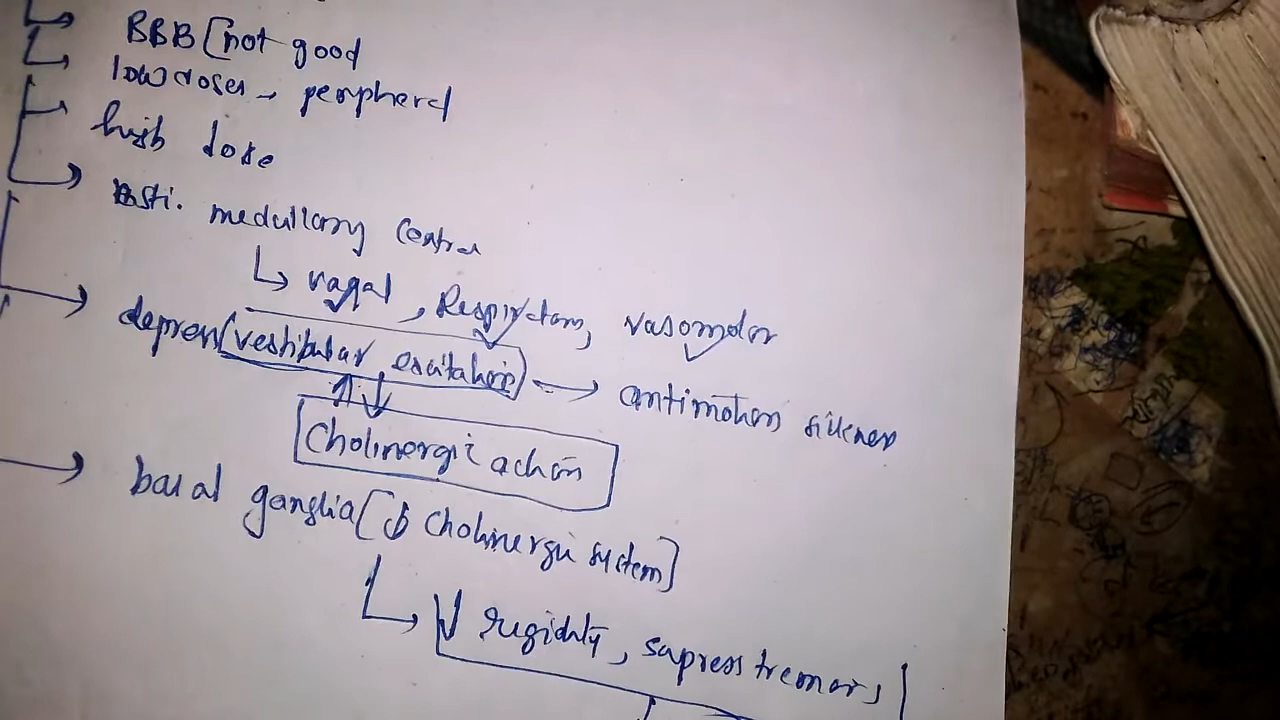 BBB [not good
low doses → peripheral
high dose
sti. medullary centre
↳ vagal, Respiratory, vasomotor
depress (vestibular excitation) → antimotion sickness
Cholinergic action
basal ganglia [↓ cholinergic system]
↳ ↓ rigidity, supress tremors